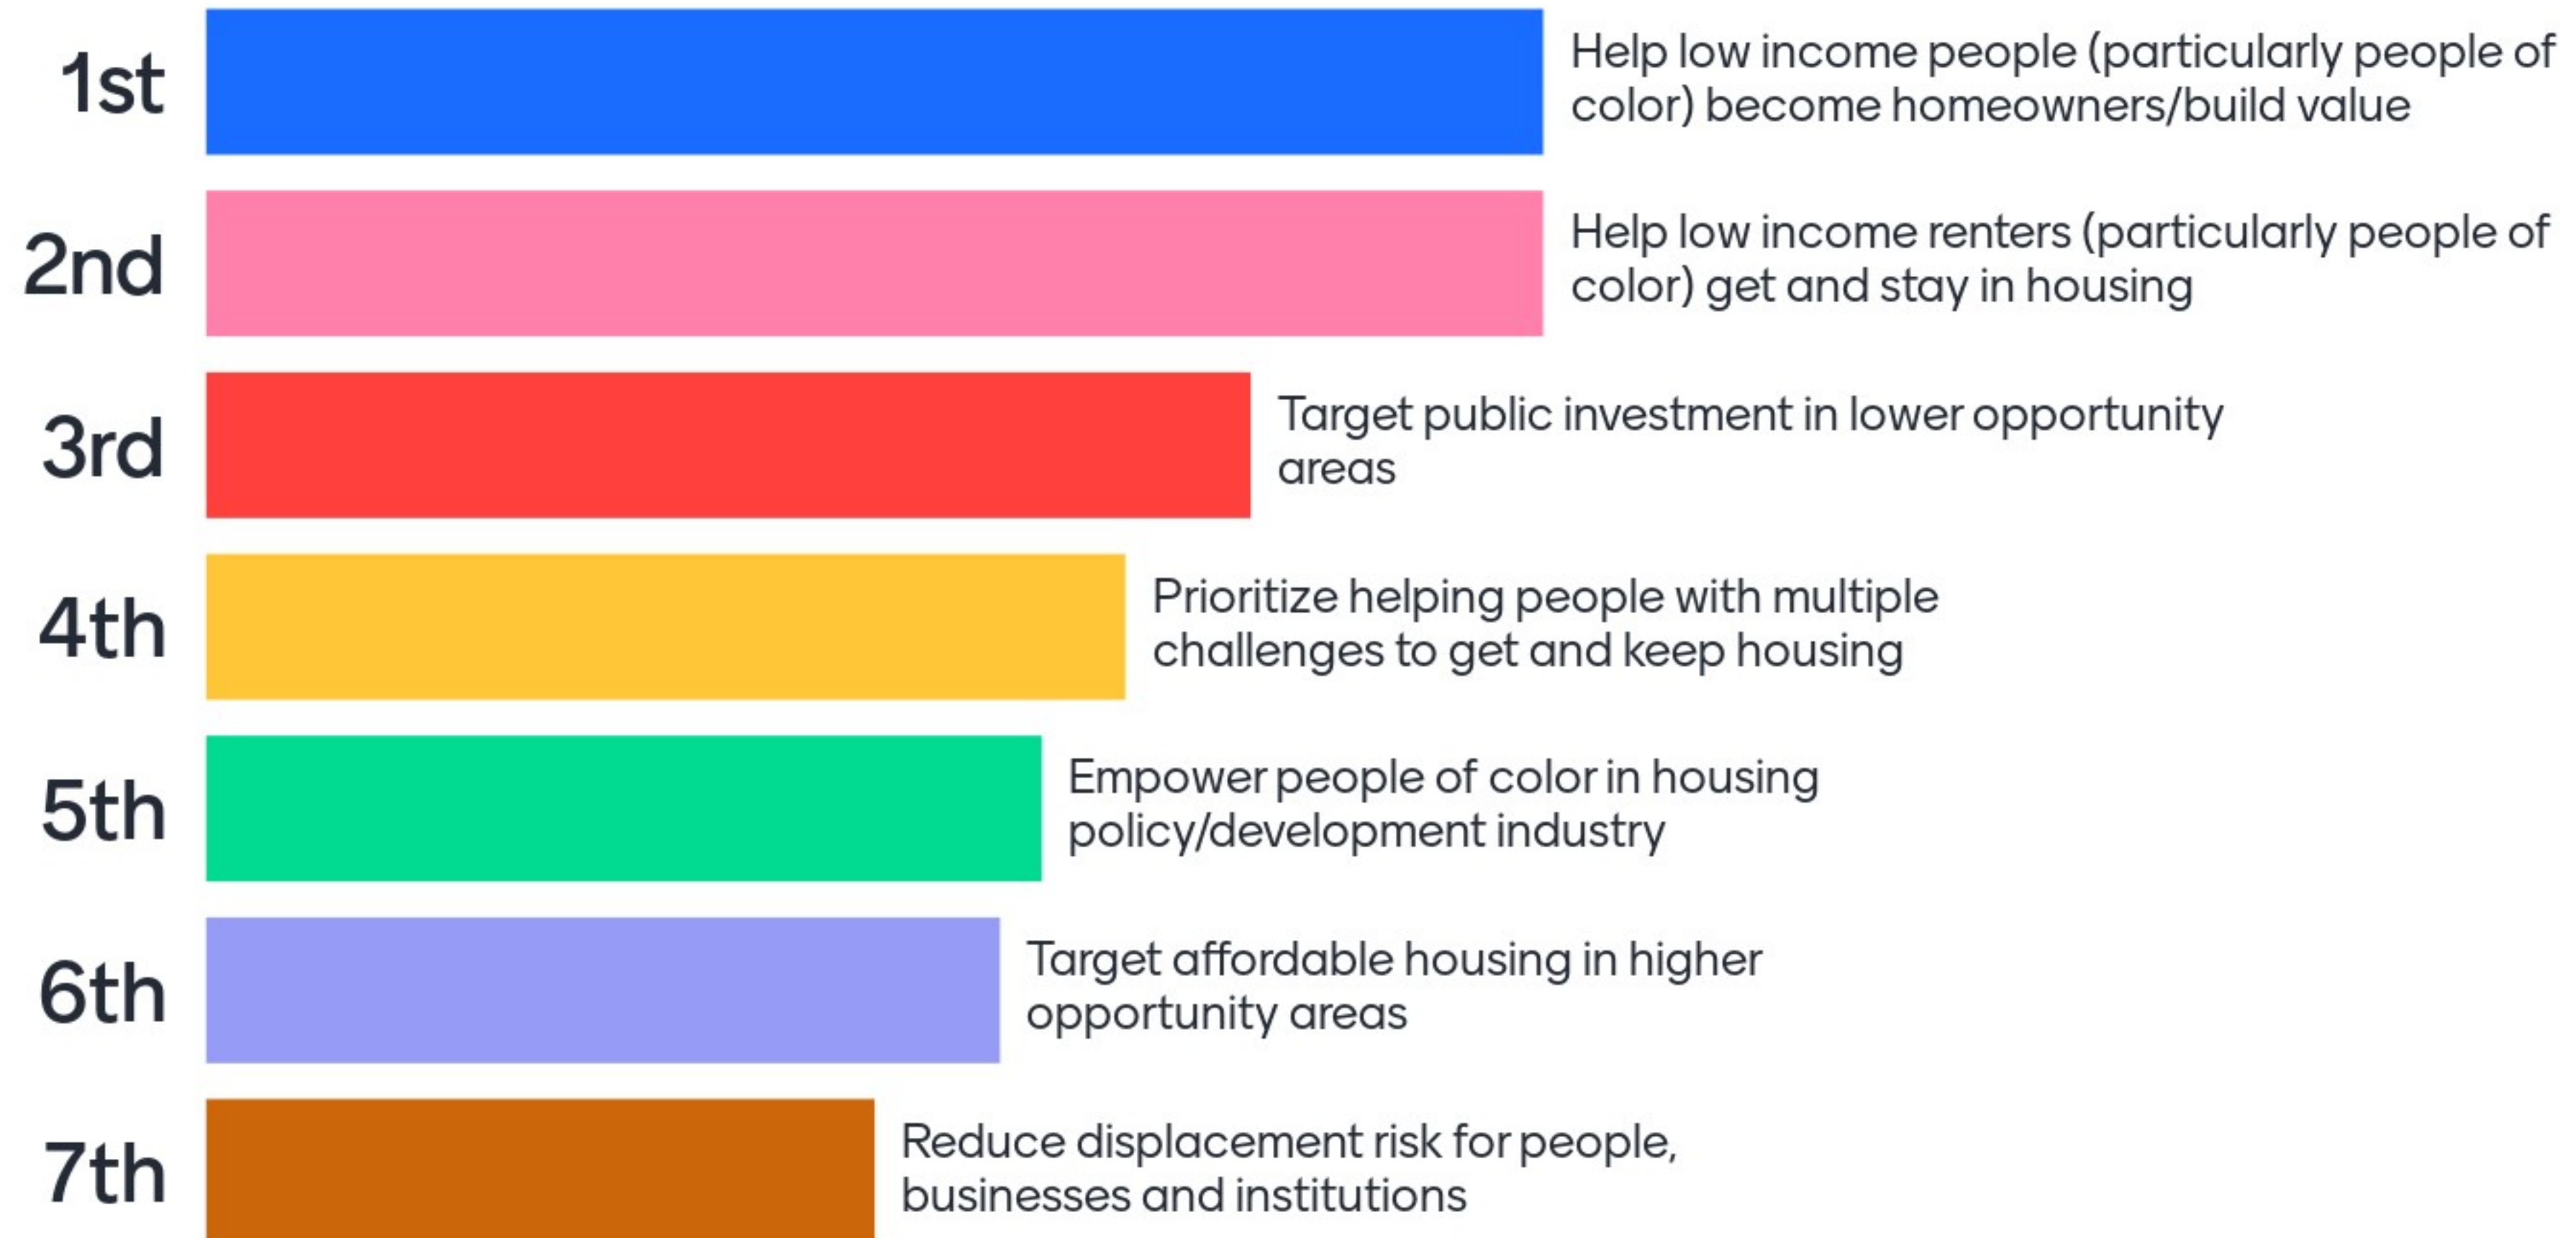 1st
Help low income people (particularly people of
color) become homeowners/build value
2nd
Help low income renters (particularly people of
color) get and stay in housing
3rd
Target public investment in lower opportunity
areas
4th
Prioritize helping people with multiple
challenges to get and keep housing
5th
Empower people of color in housing
policy/development industry
6th
Target affordable housing in higher
opportunity areas
7th
Reduce displacement risk for people,
businesses and institutions